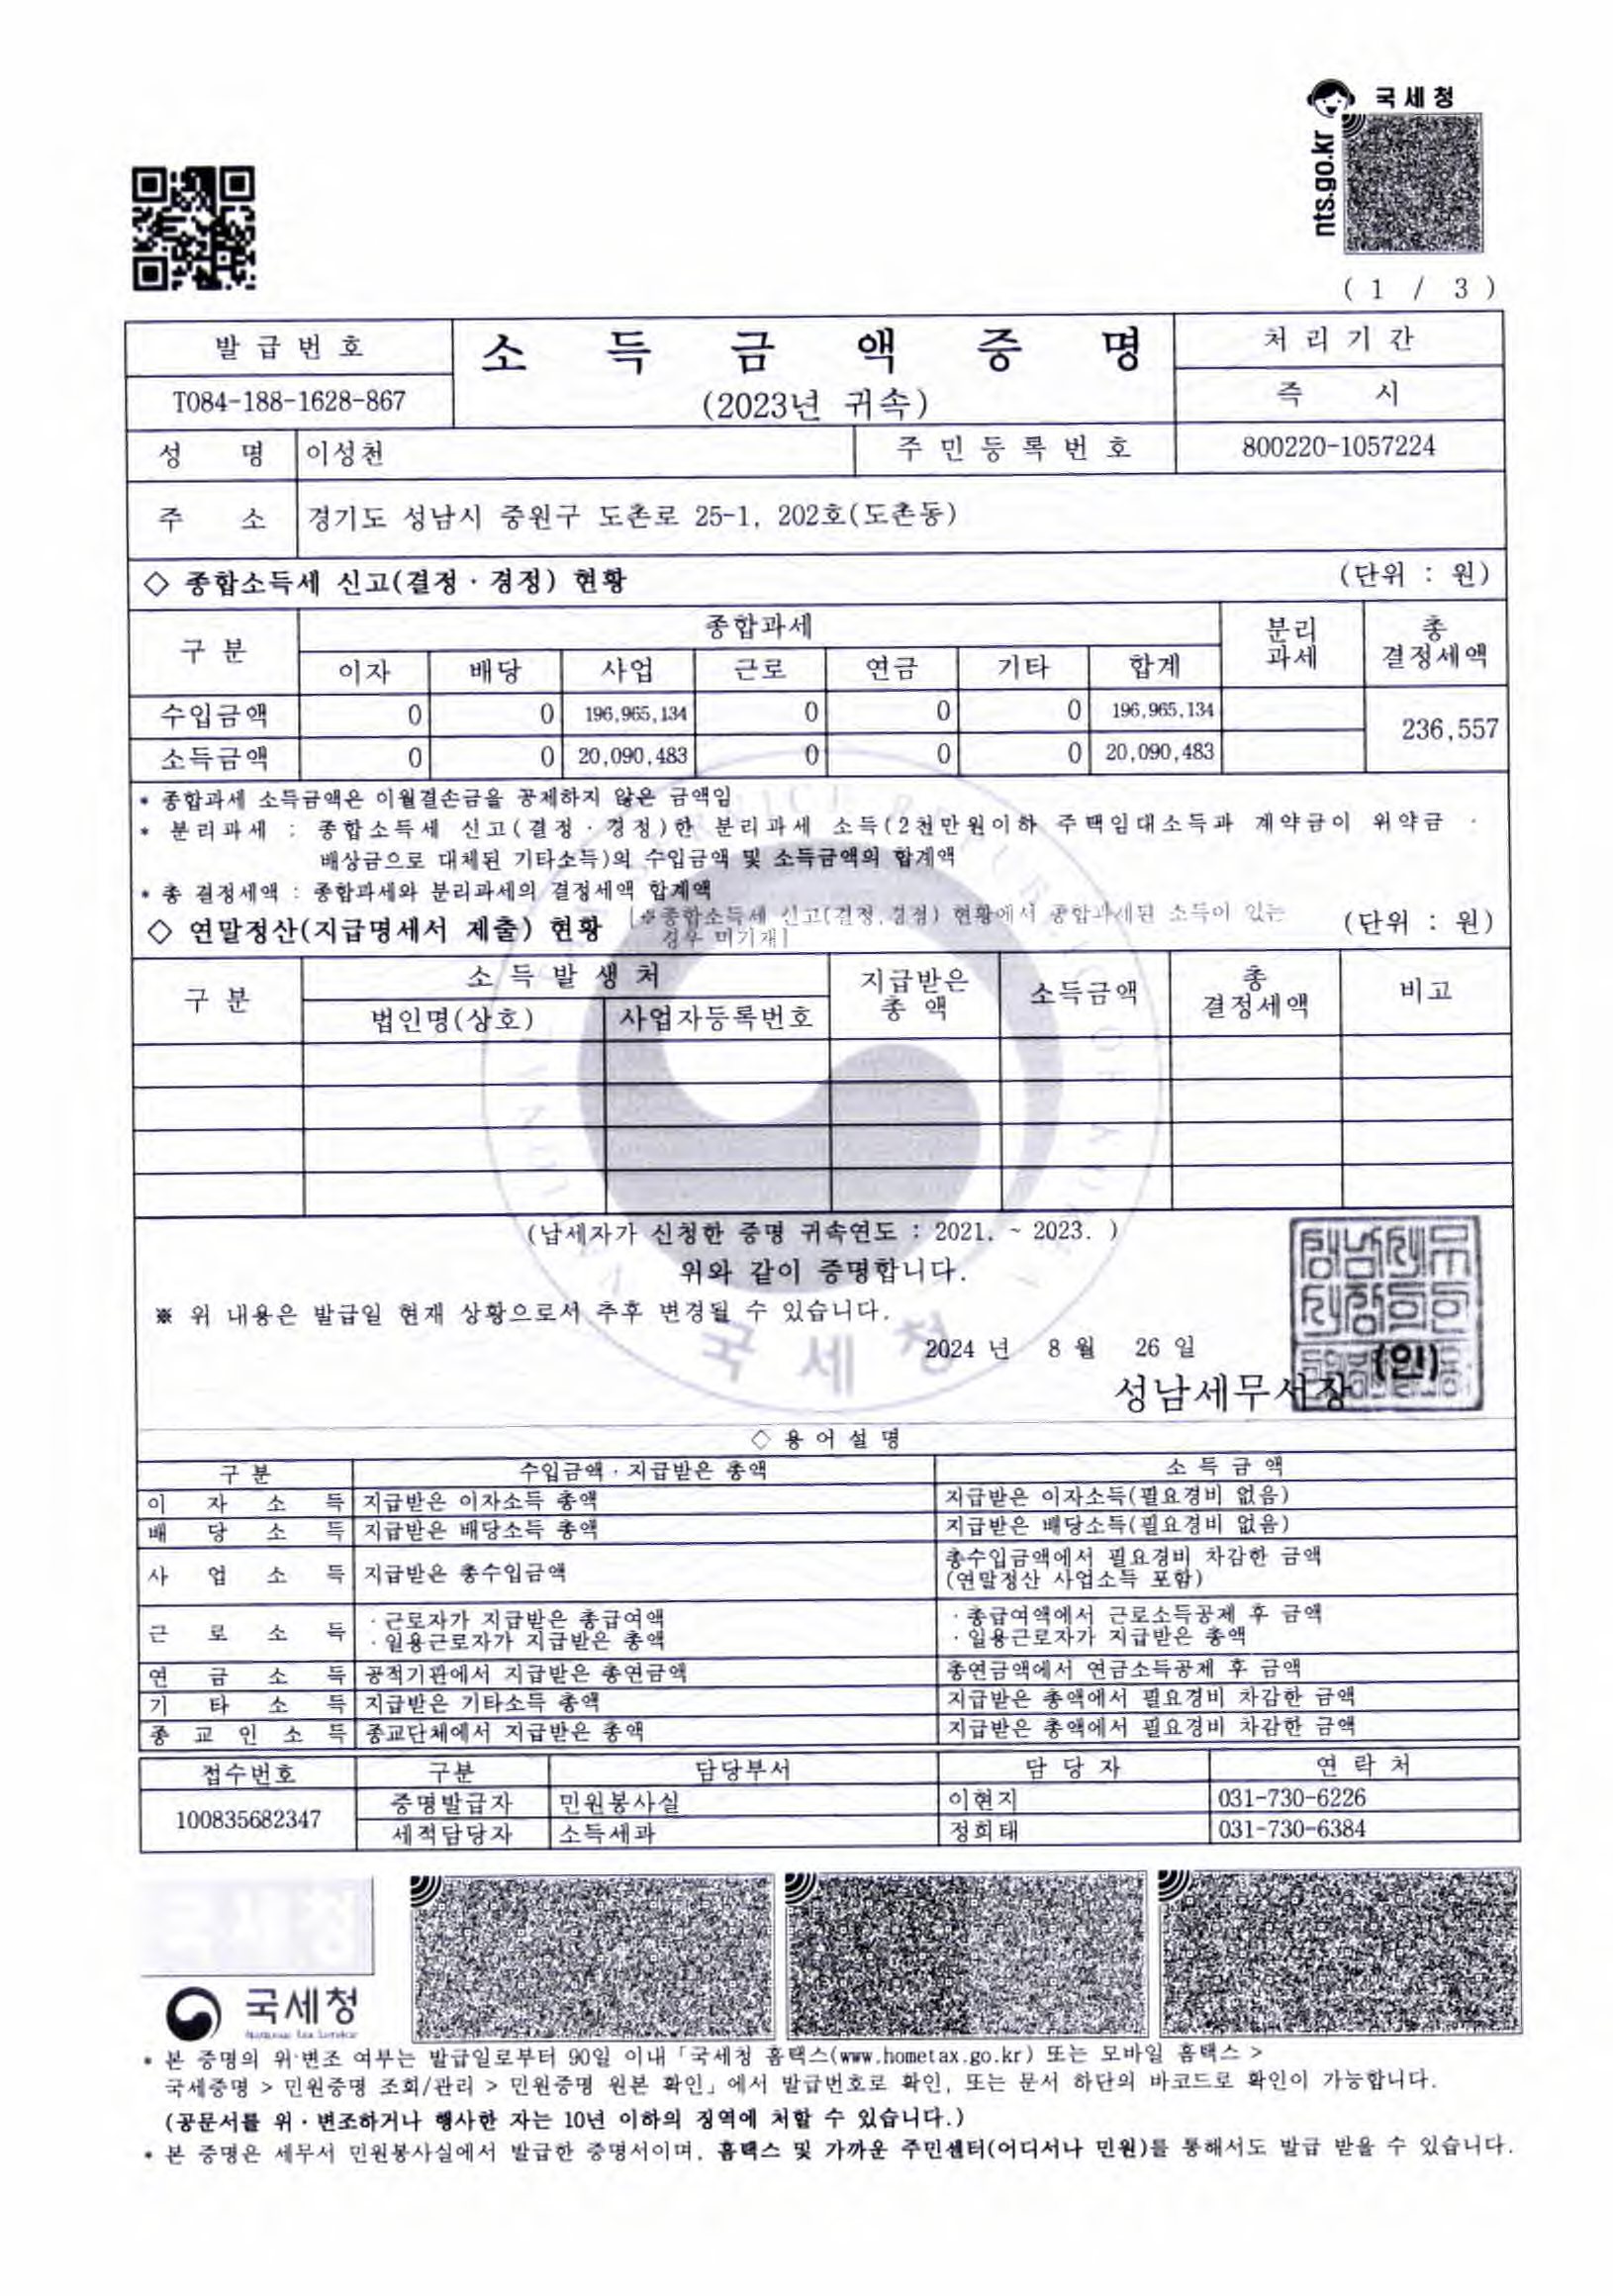 국세청
nts.go.kr
( 1 / 3 )
발 급 번 호
소 득 금 액 증 명
처 리 기 간
T084-188-1628-867
(2023년 귀속)
즉 시
성 명 이성천 주 민 등 록 번 호 800220-1057224
주 소 경기도 성남시 중원구 도촌로 25-1, 202호(도촌동)
◇ 종합소득세 신고(결정 · 경정) 현황 (단위 : 원)
구 분 종합과세 분리과세 총 결정세액
이자 배당 사업 근로 연금 기타 합계
수입금액 0 0 196,965,134 0 0 0 196,965,134
236,557
소득금액 0 0 20,090,483 0 0 0 20,090,483
* 종합과세 소득금액은 이월결손금을 공제하지 않은 금액임
* 분리과세 : 종합소득세 신고(결정 · 경정)한 분리과세 소득(2천만원이하 주택임대소득과 계약금이 위약금 ·
배상금으로 대체된 기타소득)의 수입금액 및 소득금액의 합계액
* 총 결정세액 : 종합과세와 분리과세의 결정세액 합계액
◇ 연말정산(지급명세서 제출) 현황 [※종합소득세 신고(결정,경정) 현황에서 종합과세된 소득이 있는 (단위 : 원)
경우 미기재]
구 분 소 득 발 생 처 지급받은 총 액 소득금액 총 결정세액 비고
법인명(상호) 사업자등록번호
(납세자가 신청한 증명 귀속연도 : 2021. ~ 2023. )
위와 같이 증명합니다.
※ 위 내용은 발급일 현재 상황으로서 추후 변경될 수 있습니다.
국세청
2024 년 8 월 26 일
성남세무서장 (인)
◇ 용 어 설 명
구 분 수입금액 · 지급받은 총액 소 득 금 액
이 자 소 득 지급받은 이자소득 총액 지급받은 이자소득(필요경비 없음)
배 당 소 득 지급받은 배당소득 총액 지급받은 배당소득(필요경비 없음)
사 업 소 득 지급받은 총수입금액 총수입금액에서 필요경비 차감한 금액
(연말정산 사업소득 포함)
근 로 소 득 · 근로자가 지급받은 총급여액 · 총급여액에서 근로소득공제 후 금액
· 일용근로자가 지급받은 총액 · 일용근로자가 지급받은 총액
연 금 소 득 공적기관에서 지급받은 총연금액 총연금액에서 연금소득공제 후 금액
기 타 소 득 지급받은 기타소득 총액 지급받은 총액에서 필요경비 차감한 금액
종 교 인 소 득 종교단체에서 지급받은 총액 지급받은 총액에서 필요경비 차감한 금액
접수번호 구분 담당부서 담 당 자 연 락 처
100835682347 증명발급자 민원봉사실 이현지 031-730-6226
세적담당자 소득세과 정희태 031-730-6384
국세청
국세청
National Tax Service
* 본 증명의 위·변조 여부는 발급일로부터 90일 이내「국세청 홈택스(www.hometax.go.kr) 또는 모바일 홈택스 >
국세증명 > 민원증명 조회/관리 > 민원증명 원본 확인」에서 발급번호로 확인, 또는 문서 하단의 바코드로 확인이 가능합니다.
(공문서를 위 · 변조하거나 행사한 자는 10년 이하의 징역에 처할 수 있습니다.)
* 본 증명은 세무서 민원봉사실에서 발급한 증명서이며, 홈택스 및 가까운 주민센터(어디서나 민원)를 통해서도 발급 받을 수 있습니다.